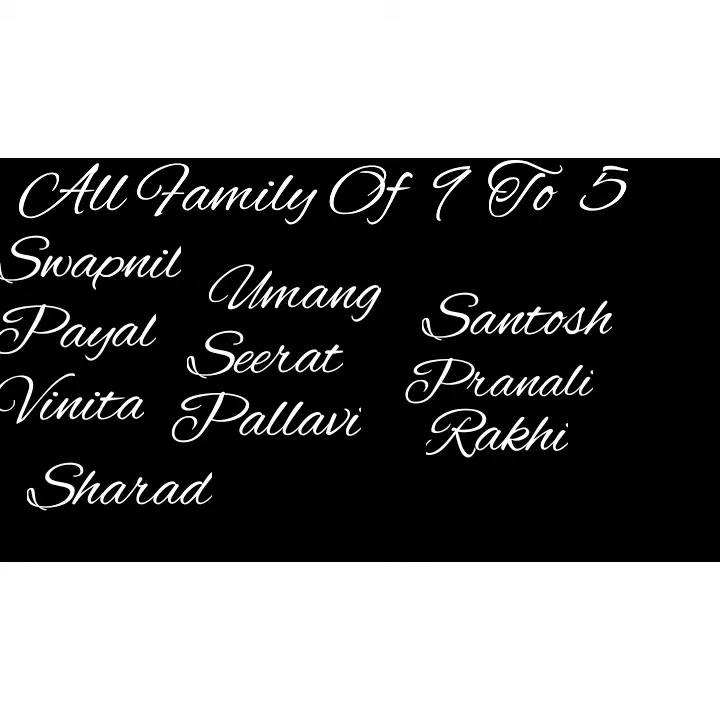 All Family Of 9 To 5
Swapnil
Umang
Santosh
Payal
Seerat
Pranali
Vinita
Pallavi
Rakhi
Sharad